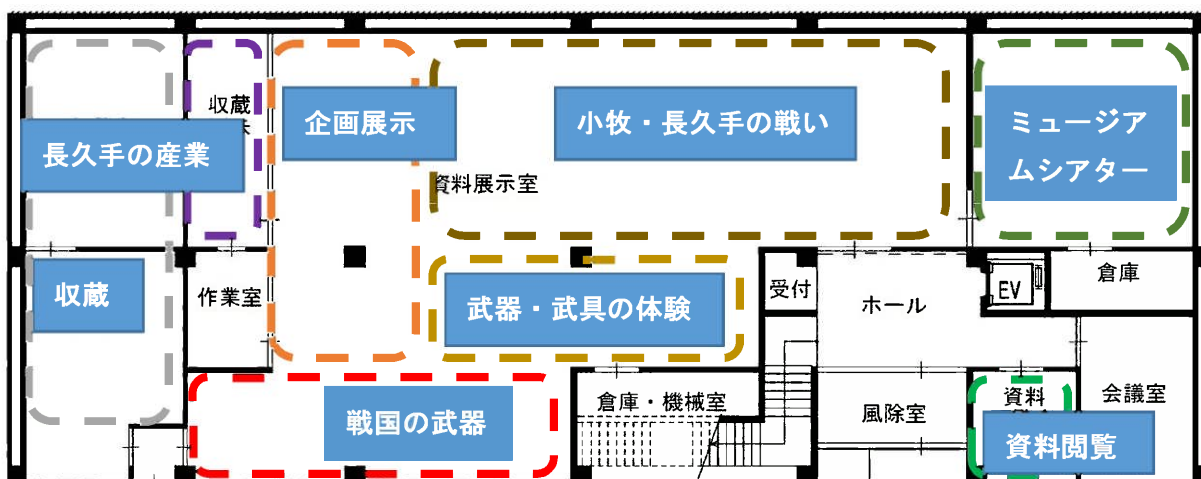 収蔵
長久手の産業
企画展示
小牧・長久手の戦い
ミュージア
ムシアター
資料展示室
収蔵
作業室
武器・武具の体験
受付
ホール
EV
倉庫
戦国の武器
倉庫・機械室
風除室
資料
会議室
資料閲覧